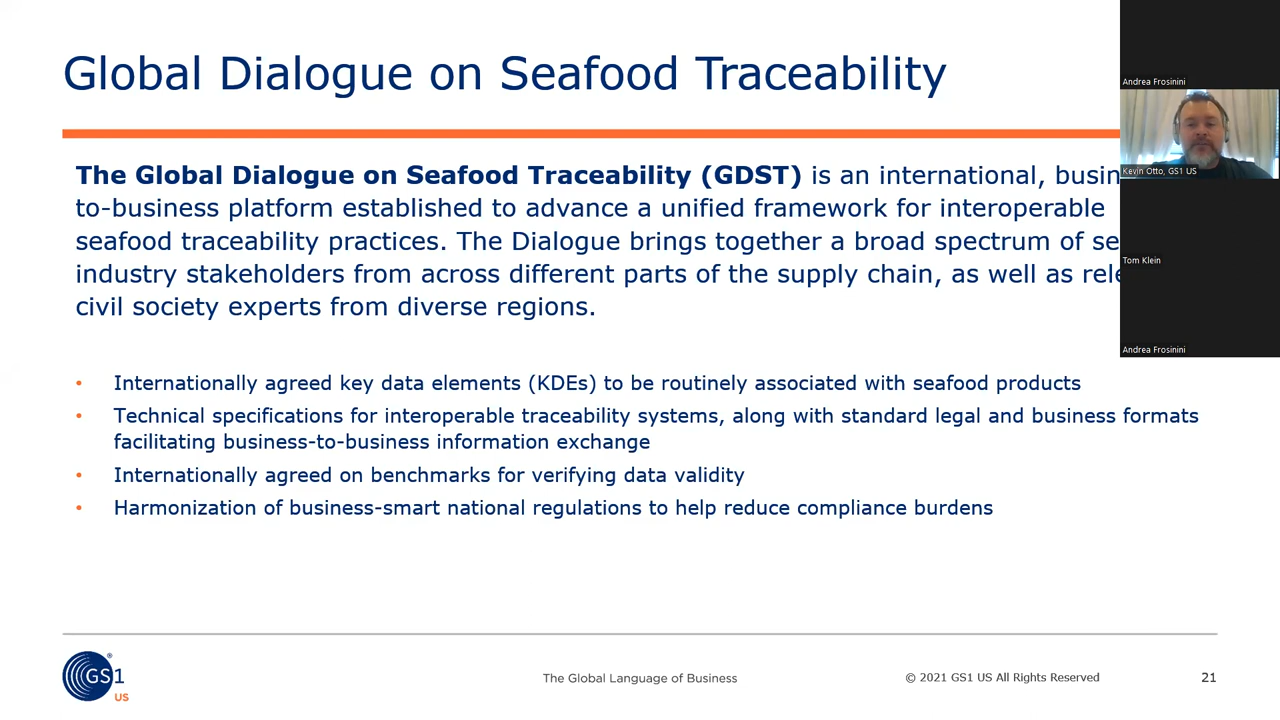 Global Dialogue on Seafood Traceability
The Global Dialogue on Seafood Traceability (GDST) is an international,
to-business platform established to advance a unified framework for interoperable
seafood traceability practices. The Dialogue brings together a broad spectrum of
industry stakeholders from across different parts of the supply chain, as well as
civil society experts from diverse regions.
• Internationally agreed key data elements (KDEs) to be routinely associated with seafood products
• Technical specifications for interoperable traceability systems, along with standard legal and business formats
facilitating business-to-business information exchange
• Internationally agreed on benchmarks for verifying data validity
• Harmonization of business-smart national regulations to help reduce compliance burdens
Andrea Frosinini
Kevin Otto, GS1 US
Tom Klein
Andrea Frosinini
GS1
®
US
The Global Language of Business
© 2021 GS1 US All Rights Reserved
21